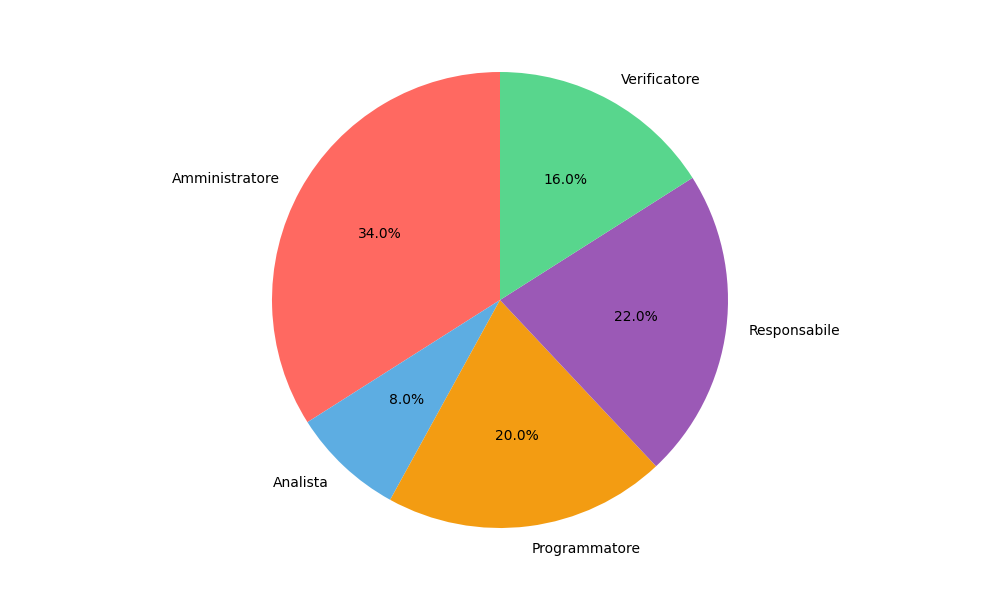 Verificatore
16.0%
Amministratore
34.0%
22.0%
Responsabile
8.0%
20.0%
Analista
Programmatore